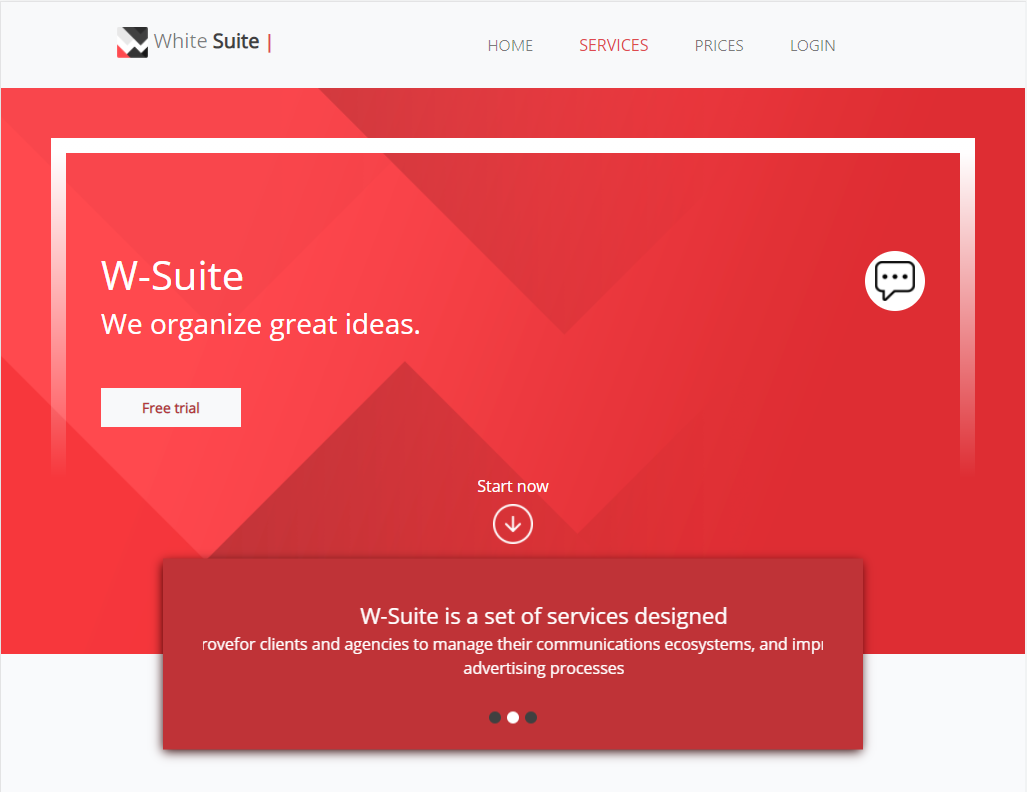 White Suite |
HOME SERVICES PRICES LOGIN
W-Suite
We organize great ideas.
Free trial
Start now
W-Suite is a set of services designed
rovefor clients and agencies to manage their communications ecosystems, and impr
advertising processes